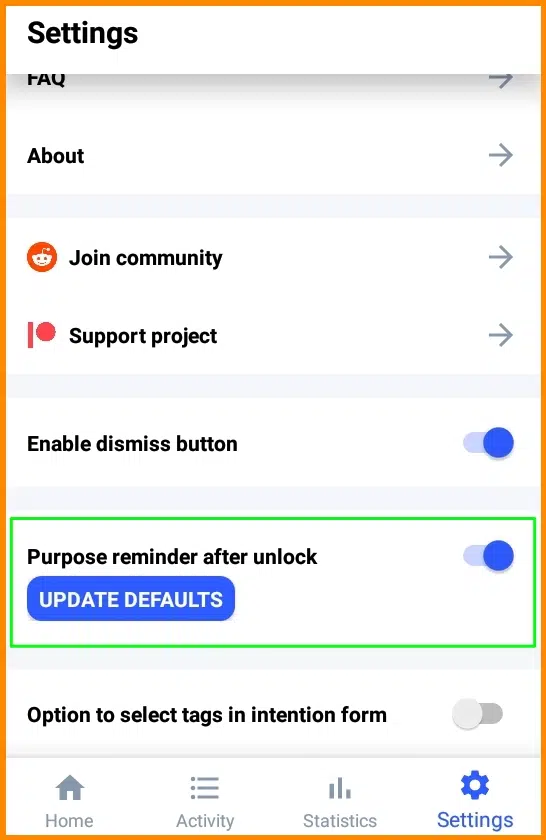 Settings
FAQ
About
Join community
Support project
Enable dismiss button
Purpose reminder after unlock
UPDATE DEFAULTS
Option to select tags in intention form
Home
Activity
Statistics
Settings